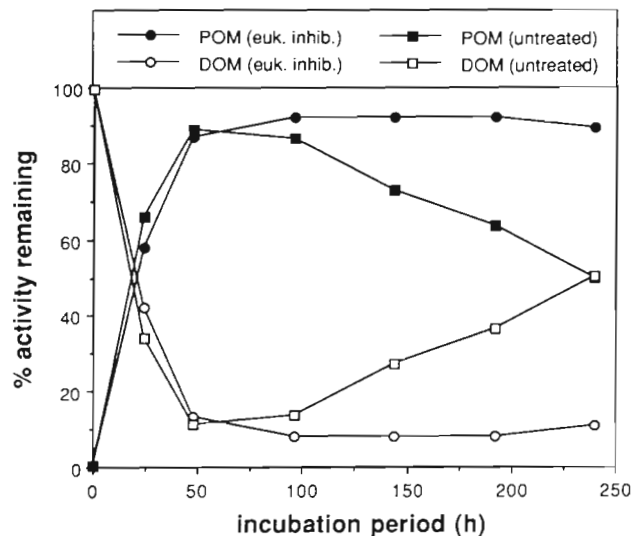 POM (euk. inhib.) POM (untreated)
DOM (euk. inhib.) DOM (untreated)
100
80
60
40
20
0
% activity remaining
0 50 100 150 200 250
incubation period (h)